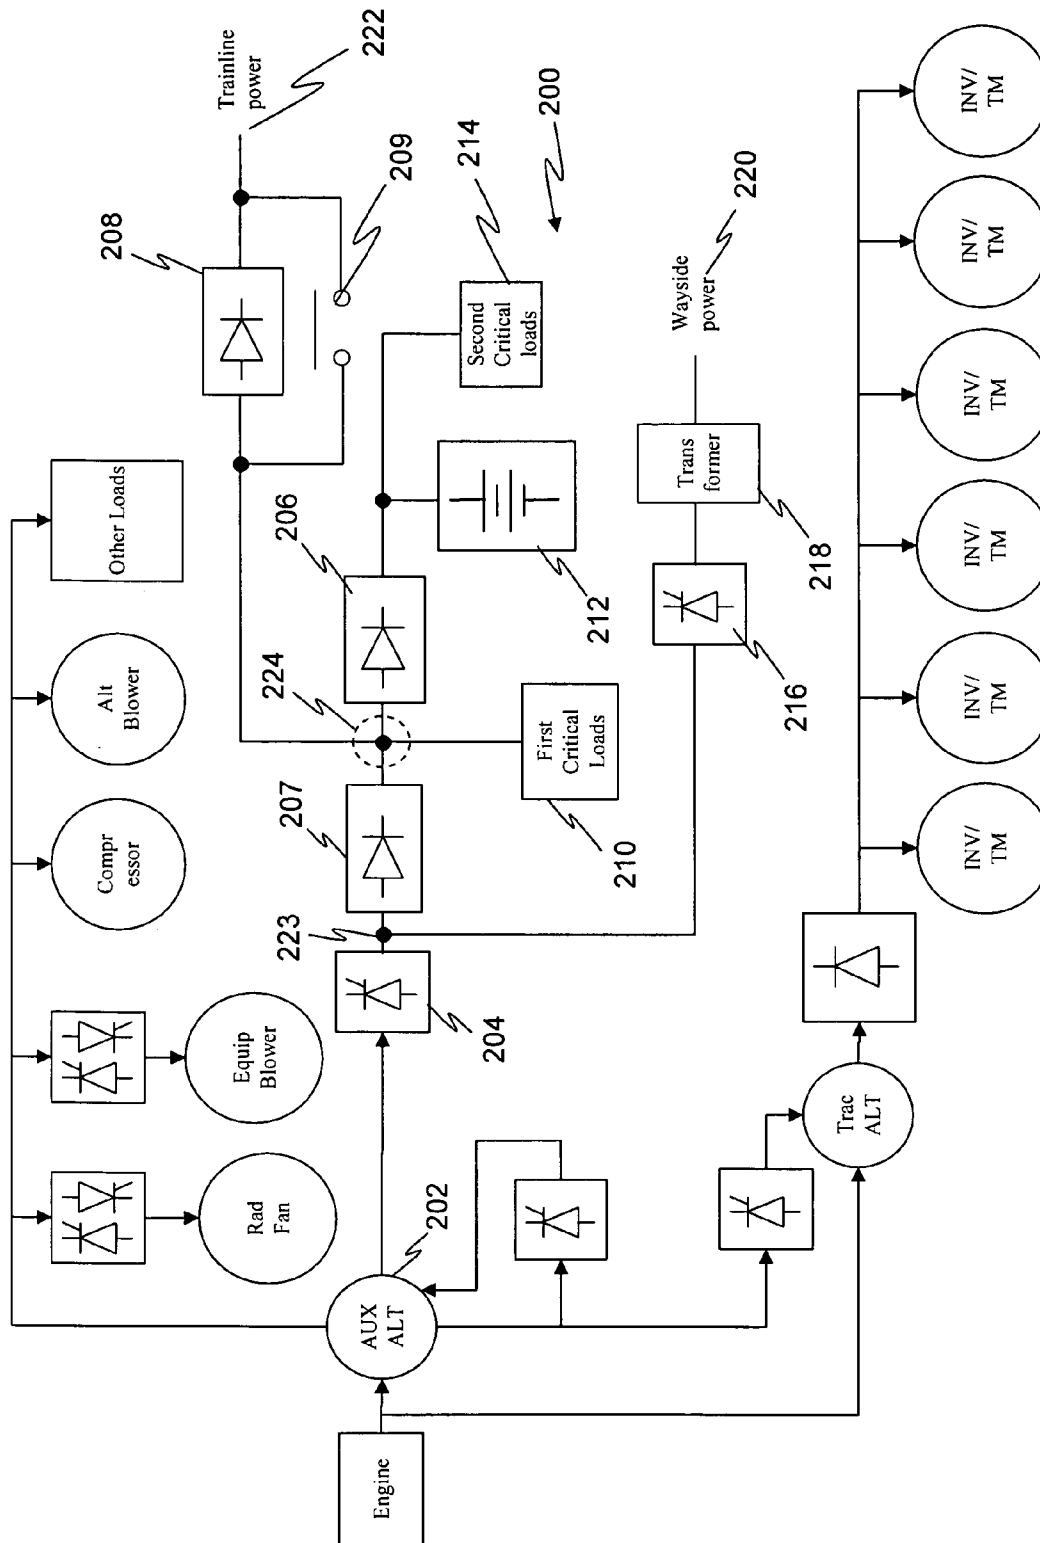 Engine
AUX
ALT
202
Rad
Fan
Equip
Blower
Compr
essor
Alt
Blower
Other Loads
204
223
207
224
206
208
209
Trainline
power
222
First
Critical
Loads
210
212
Second
Critical
loads
214
200
216
Trans
former
218
Wayside
power
220
Trac
ALT
INV/
TM
INV/
TM
INV/
TM
INV/
TM
INV/
TM
INV/
TM